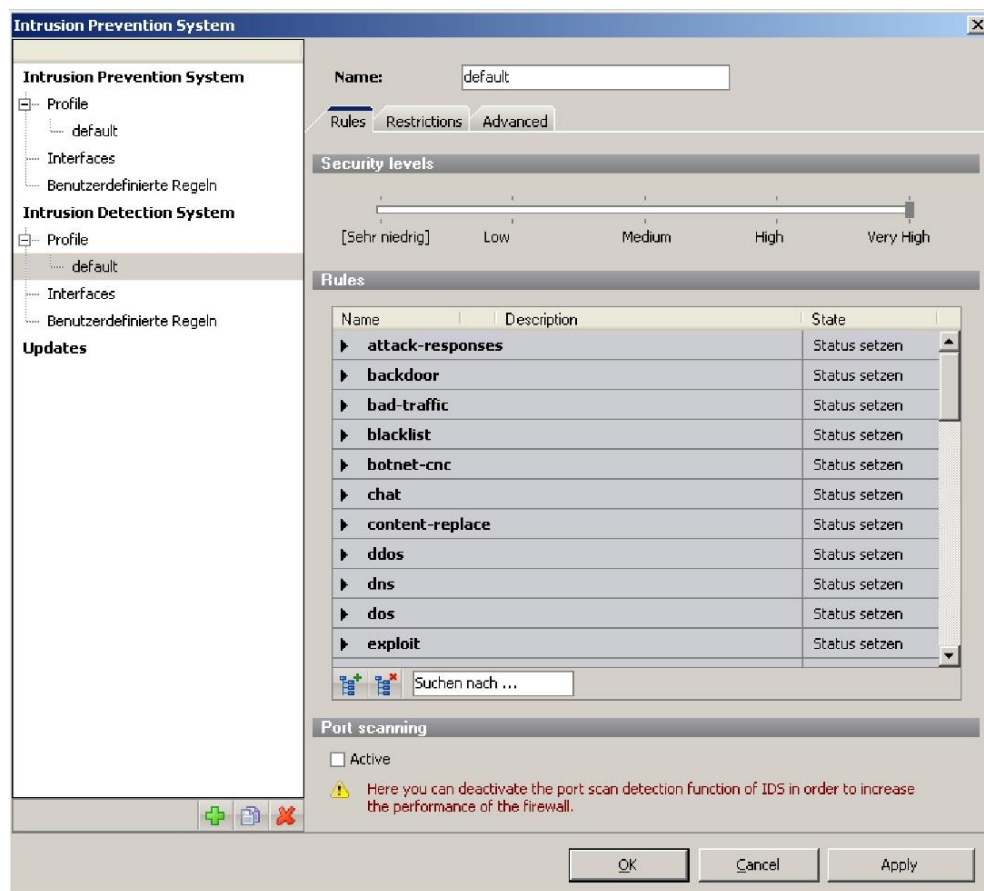 Intrusion Prevention System
Intrusion Prevention System
Profile
default
Interfaces
Benutzerdefinierte Regeln
Intrusion Detection System
Profile
default
Interfaces
Benutzerdefinierte Regeln
Updates
Name: default
Rules Restrictions Advanced
Security levels
[Sehr niedrig] Low Medium High Very High
Rules
Name Description State
attack-responses Status setzen
backdoor Status setzen
bad-traffic Status setzen
blacklist Status setzen
botnet-cnc Status setzen
chat Status setzen
content-replace Status setzen
ddos Status setzen
dns Status setzen
dos Status setzen
exploit Status setzen
Suchen nach ...
Port scanning
Active
Here you can deactivate the port scan detection function of IDS in order to increase
the performance of the firewall.
OK Cancel Apply